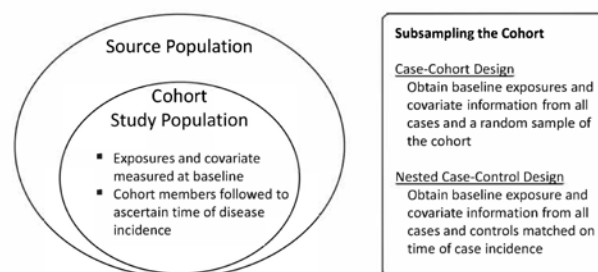 Source Population
Cohort
Study Population
▪ Exposures and covariate
measured at baseline
▪ Cohort members followed to
ascertain time of disease
incidence
Subsampling the Cohort
Case-Cohort Design
Obtain baseline exposures and
covariate information from all
cases and a random sample of
the cohort
Nested Case-Control Design
Obtain baseline exposure and
covariate information from all
cases and controls matched on
time of case incidence